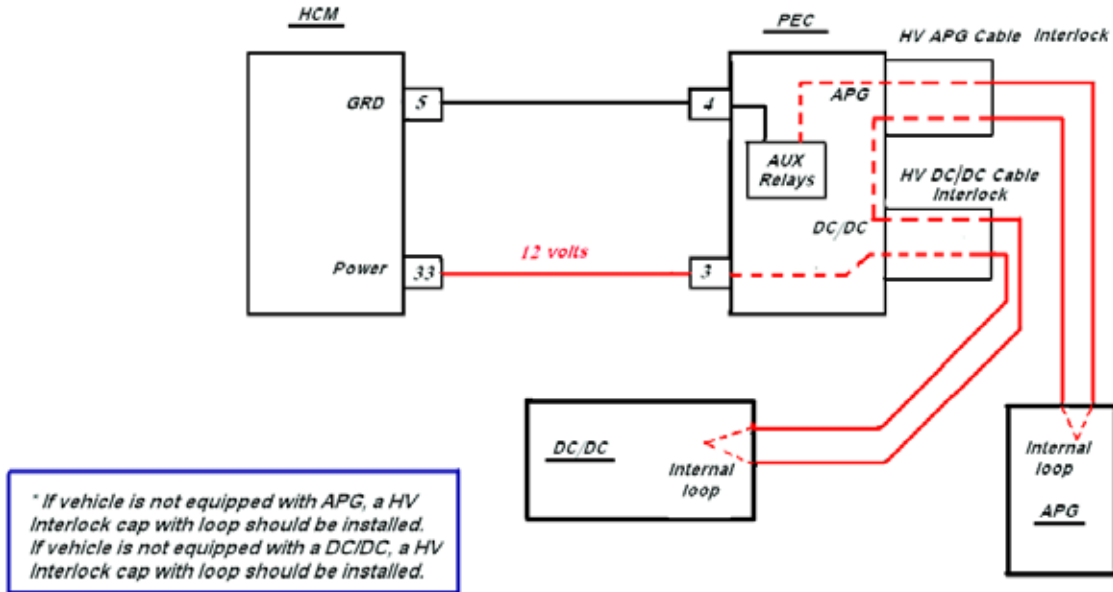 HCM
PEC
HV APG Cable Interlock
GRD
5
4
APG
AUX
Relays
HV DC/DC Cable
Interlock
DC/DC
Power
33
12 volts
3
DC/DC
Internal
loop
Internal
loop
APG
* If vehicle is not equipped with APG, a HV
Interlock cap with loop should be installed.
If vehicle is not equipped with a DC/DC, a HV
Interlock cap with loop should be installed.